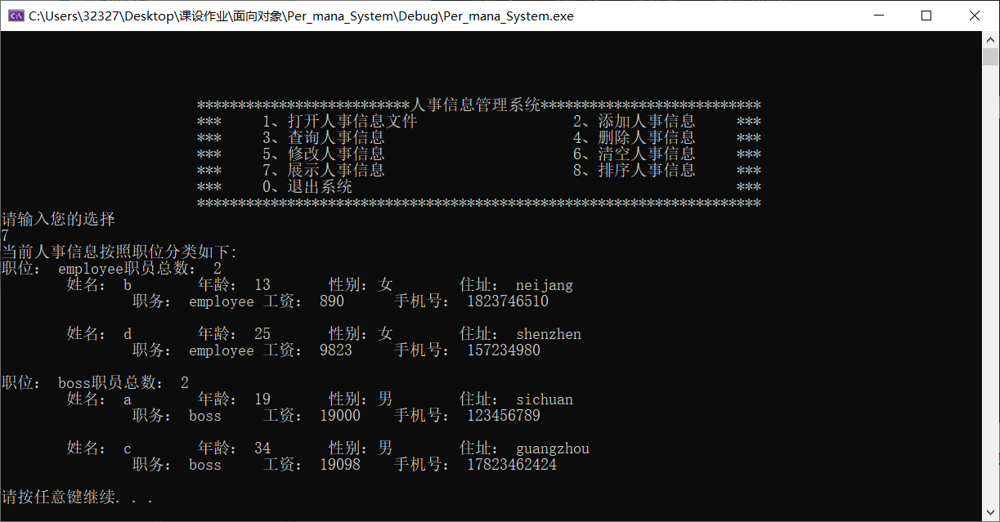 C:\Users\32327\Desktop\课设作业\面向对象\Per_mana_System\Debug\Per_mana_System.exe
**************************人事信息管理系统***************************
*** 1、打开人事信息文件 2、添加人事信息 ***
*** 3、查询人事信息 4、删除人事信息 ***
*** 5、修改人事信息 6、清空人事信息 ***
*** 7、展示人事信息 8、排序人事信息 ***
*** 0、退出系统 ***
*********************************************************************
请输入您的选择
7
当前人事信息按照职位分类如下:
职位： employee职员总数： 2
姓名： b 年龄： 13 性别：女 住址： neijang
职务： employee 工资： 890 手机号： 1823746510
姓名： d 年龄： 25 性别：女 住址： shenzhen
职务： employee 工资： 9823 手机号： 157234980
职位： boss职员总数： 2
姓名： a 年龄： 19 性别：男 住址： sichuan
职务： boss 工资： 19000 手机号： 123456789
姓名： c 年龄： 34 性别：男 住址： guangzhou
职务： boss 工资： 19098 手机号： 17823462424
请按任意键继续. . .